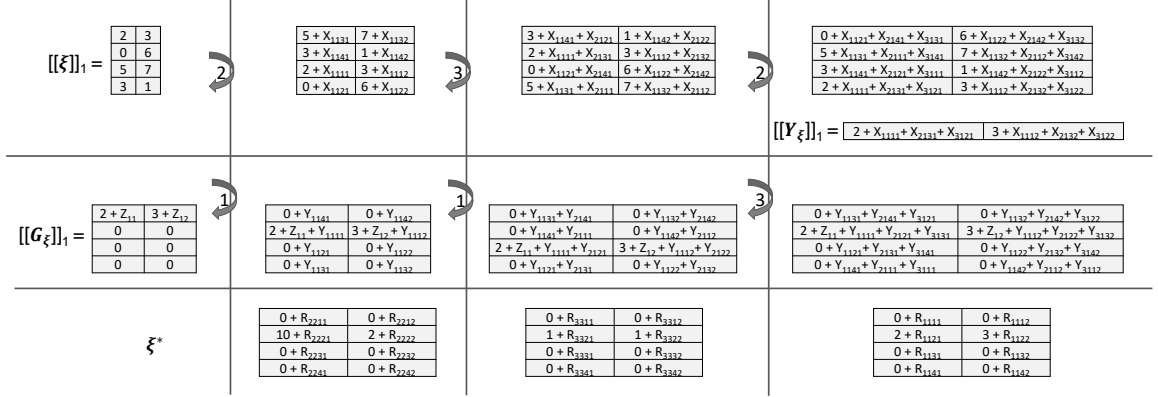 [[ξ]]₁ =
2 3
0 6
5 7
3 1
2
5 + X₁₁₃₁ 7 + X₁₁₃₂
3 + X₁₁₄₁ 1 + X₁₁₄₂
2 + X₁₁₁₁ 3 + X₁₁₁₂
0 + X₁₁₂₁ 6 + X₁₁₂₂
3
3 + X₁₁₄₁ + X₂₁₂₁ 1 + X₁₁₄₂ + X₂₁₂₂
2 + X₁₁₁₁ + X₂₁₃₁ 3 + X₁₁₁₂ + X₂₁₃₂
0 + X₁₁₂₁ + X₂₁₄₁ 6 + X₁₁₂₂ + X₂₁₄₂
5 + X₁₁₃₁ + X₂₁₁₁ 7 + X₁₁₃₂ + X₂₁₁₂
2
0 + X₁₁₂₁ + X₂₁₄₁ + X₃₁₃₁ 6 + X₁₁₂₂ + X₂₁₄₂ + X₃₁₃₂
5 + X₁₁₃₁ + X₂₁₁₁ + X₃₁₄₁ 7 + X₁₁₃₂ + X₂₁₁₂ + X₃₁₄₂
3 + X₁₁₄₁ + X₂₁₂₁ + X₃₁₁₁ 1 + X₁₁₄₂ + X₂₁₂₂ + X₃₁₁₂
2 + X₁₁₁₁ + X₂₁₃₁ + X₃₁₂₁ 3 + X₁₁₁₂ + X₂₁₃₂ + X₃₁₂₂
[[Y_ξ]]₁ = 2 + X₁₁₁₁ + X₂₁₃₁ + X₃₁₂₁ 3 + X₁₁₁₂ + X₂₁₃₂ + X₃₁₂₂
[[G_ξ]]₁ =
2 + Z₁₁ 3 + Z₁₂
0 0
0 0
0 0
1
0 + Y₁₁₄₁ 0 + Y₁₁₄₂
2 + Z₁₁ + Y₁₁₁₁ 3 + Z₁₂ + Y₁₁₁₂
0 + Y₁₁₂₁ 0 + Y₁₁₂₂
0 + Y₁₁₃₁ 0 + Y₁₁₃₂
1
0 + Y₁₁₃₁ + Y₂₁₄₁ 0 + Y₁₁₃₂ + Y₂₁₄₂
0 + Y₁₁₄₁ + Y₂₁₁₁ 0 + Y₁₁₄₂ + Y₂₁₁₂
2 + Z₁₁ + Y₁₁₁₁ + Y₂₁₂₁ 3 + Z₁₂ + Y₁₁₁₂ + Y₂₁₂₂
0 + Y₁₁₂₁ + Y₂₁₃₁ 0 + Y₁₁₂₂ + Y₂₁₃₂
3
0 + Y₁₁₃₁ + Y₂₁₄₁ + Y₃₁₂₁ 0 + Y₁₁₃₂ + Y₂₁₄₂ + Y₃₁₂₂
2 + Z₁₁ + Y₁₁₁₁ + Y₂₁₂₁ + Y₃₁₃₁ 3 + Z₁₂ + Y₁₁₁₂ + Y₂₁₂₂ + Y₃₁₃₂
0 + Y₁₁₂₁ + Y₂₁₃₁ + Y₃₁₄₁ 0 + Y₁₁₂₂ + Y₂₁₃₂ + Y₃₁₄₂
0 + Y₁₁₄₁ + Y₂₁₁₁ + Y₃₁₁₁ 0 + Y₁₁₄₂ + Y₂₁₁₂ + Y₃₁₁₂
ξ*
0 + R₂₂₁₁ 0 + R₂₂₁₂
10 + R₂₂₂₁ 2 + R₂₂₂₂
0 + R₂₂₃₁ 0 + R₂₂₃₂
0 + R₂₂₄₁ 0 + R₂₂₄₂
0 + R₃₃₁₁ 0 + R₃₃₁₂
1 + R₃₃₂₁ 1 + R₃₃₂₂
0 + R₃₃₃₁ 0 + R₃₃₃₂
0 + R₃₃₄₁ 0 + R₃₃₄₂
0 + R₁₁₁₁ 0 + R₁₁₁₂
2 + R₁₁₂₁ 3 + R₁₁₂₂
0 + R₁₁₃₁ 0 + R₁₁₃₂
0 + R₁₁₄₁ 0 + R₁₁₄₂